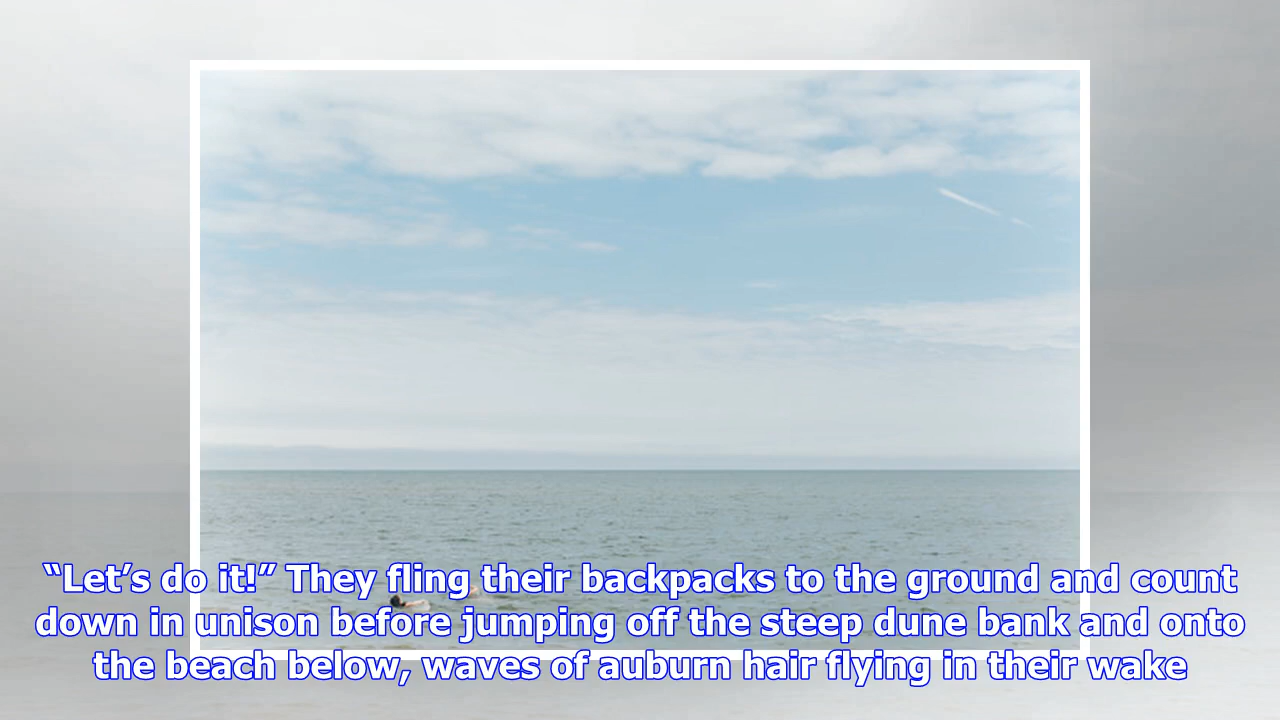 “Let’s do it!” They fling their backpacks to the ground and count
down in unison before jumping off the steep dune bank and onto
the beach below, waves of auburn hair flying in their wake